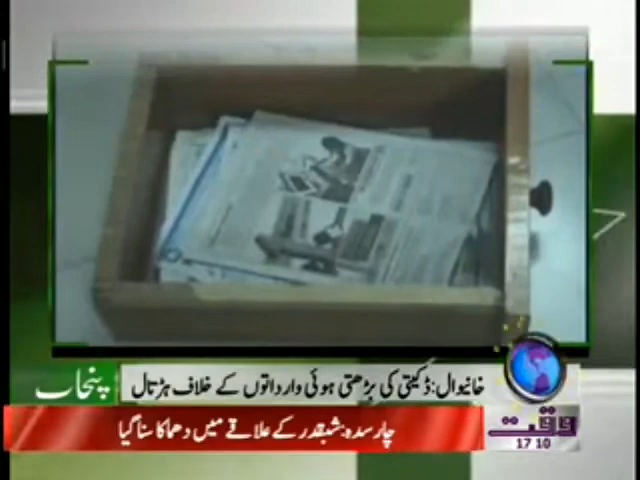 خانیوال: ڈکیتی کی بڑھتی ہوئی وارداتوں کے خلاف ہڑتال
پنجاب
چارسدہ: شبقدر کے علاقے میں دھماکا سنا گیا
وقت
17 10